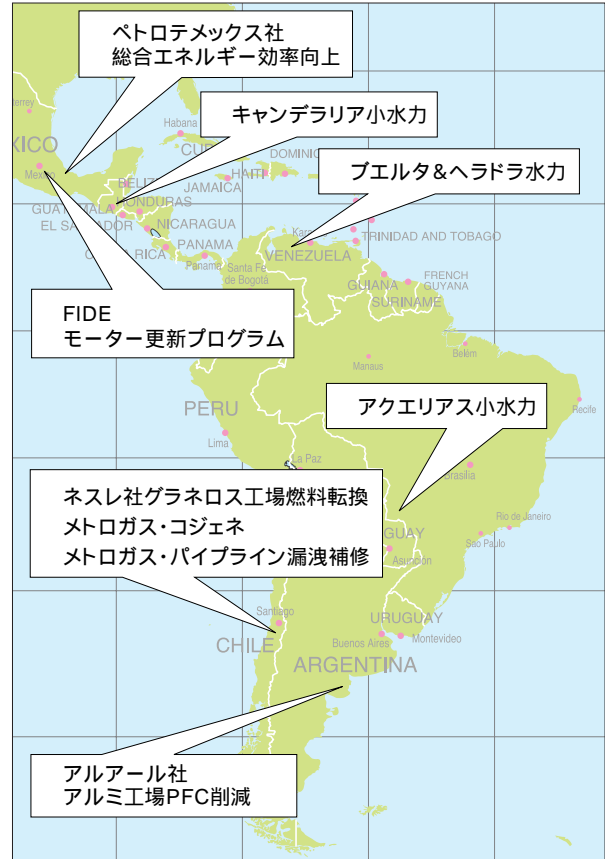 ペトロテメックス社
総合エネルギー効率向上
キャンデラリア小水力
ブエルタ&ヘラドラ水力
FIDE
モーター更新プログラム
アクエリアス小水力
ネスレ社グラネロス工場燃料転換
メトロガス・コジェネ
メトロガス・パイプライン漏洩補修
アルアール社
アルミ工場PFC削減
Habana
XICO
Mexico
DOMINIC
HAITI
JAMAICA
BELIZ
GUATEMALA
HONDURAS
EL SALVADOR
NICARAGUA
PANAMA
Panama
Santa Fe
de Bogotá
VENEZUELA
TRINIDAD AND TOBAGO
GUIANA
FRENCH
GUYANA
SURINAME
Manaus
Belém
Recife
PERU
Lima
La Paz
Brasilia
Rio de Janeiro
Sao Paulo
GUAY
Asunción
Santiago
CHILE
URUGUAY
Buenos Aires
Montevideo
ARGENTINA